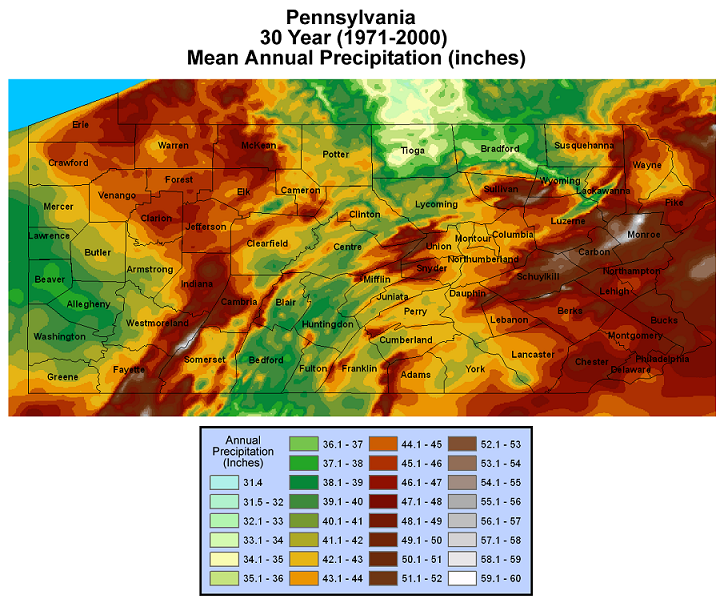 Pennsylvania
30 Year (1971-2000)
Mean Annual Precipitation (inches)
Erie
Warren
McKean
Potter
Tioga
Bradford
Susquehanna
Crawford
Wayne
Forest
Elk
Cameron
Sullivan
Wyoming
Lackawanna
Mercer
Venango
Lycoming
Pike
Clarion
Clinton
Jefferson
Luzerne
Lawrence
Clearfield
Centre
Union
Montour
Columbia
Monroe
Butler
Northumberland
Carbon
Armstrong
Snyder
Beaver
Indiana
Mifflin
Schuylkill
Northampton
Allegheny
Cambria
Blair
Juniata
Dauphin
Lehigh
Perry
Berks
Westmoreland
Huntingdon
Lebanon
Bucks
Washington
Cumberland
Montgomery
Somerset
Bedford
Lancaster
Chester
Philadelphia
Greene
Fayette
Fulton
Franklin
Adams
York
Delaware
Annual
Precipitation
(Inches)
31.4
31.5 - 32
32.1 - 33
33.1 - 34
34.1 - 35
35.1 - 36
36.1 - 37
37.1 - 38
38.1 - 39
39.1 - 40
40.1 - 41
41.1 - 42
42.1 - 43
43.1 - 44
44.1 - 45
45.1 - 46
46.1 - 47
47.1 - 48
48.1 - 49
49.1 - 50
50.1 - 51
51.1 - 52
52.1 - 53
53.1 - 54
54.1 - 55
55.1 - 56
56.1 - 57
57.1 - 58
58.1 - 59
59.1 - 60